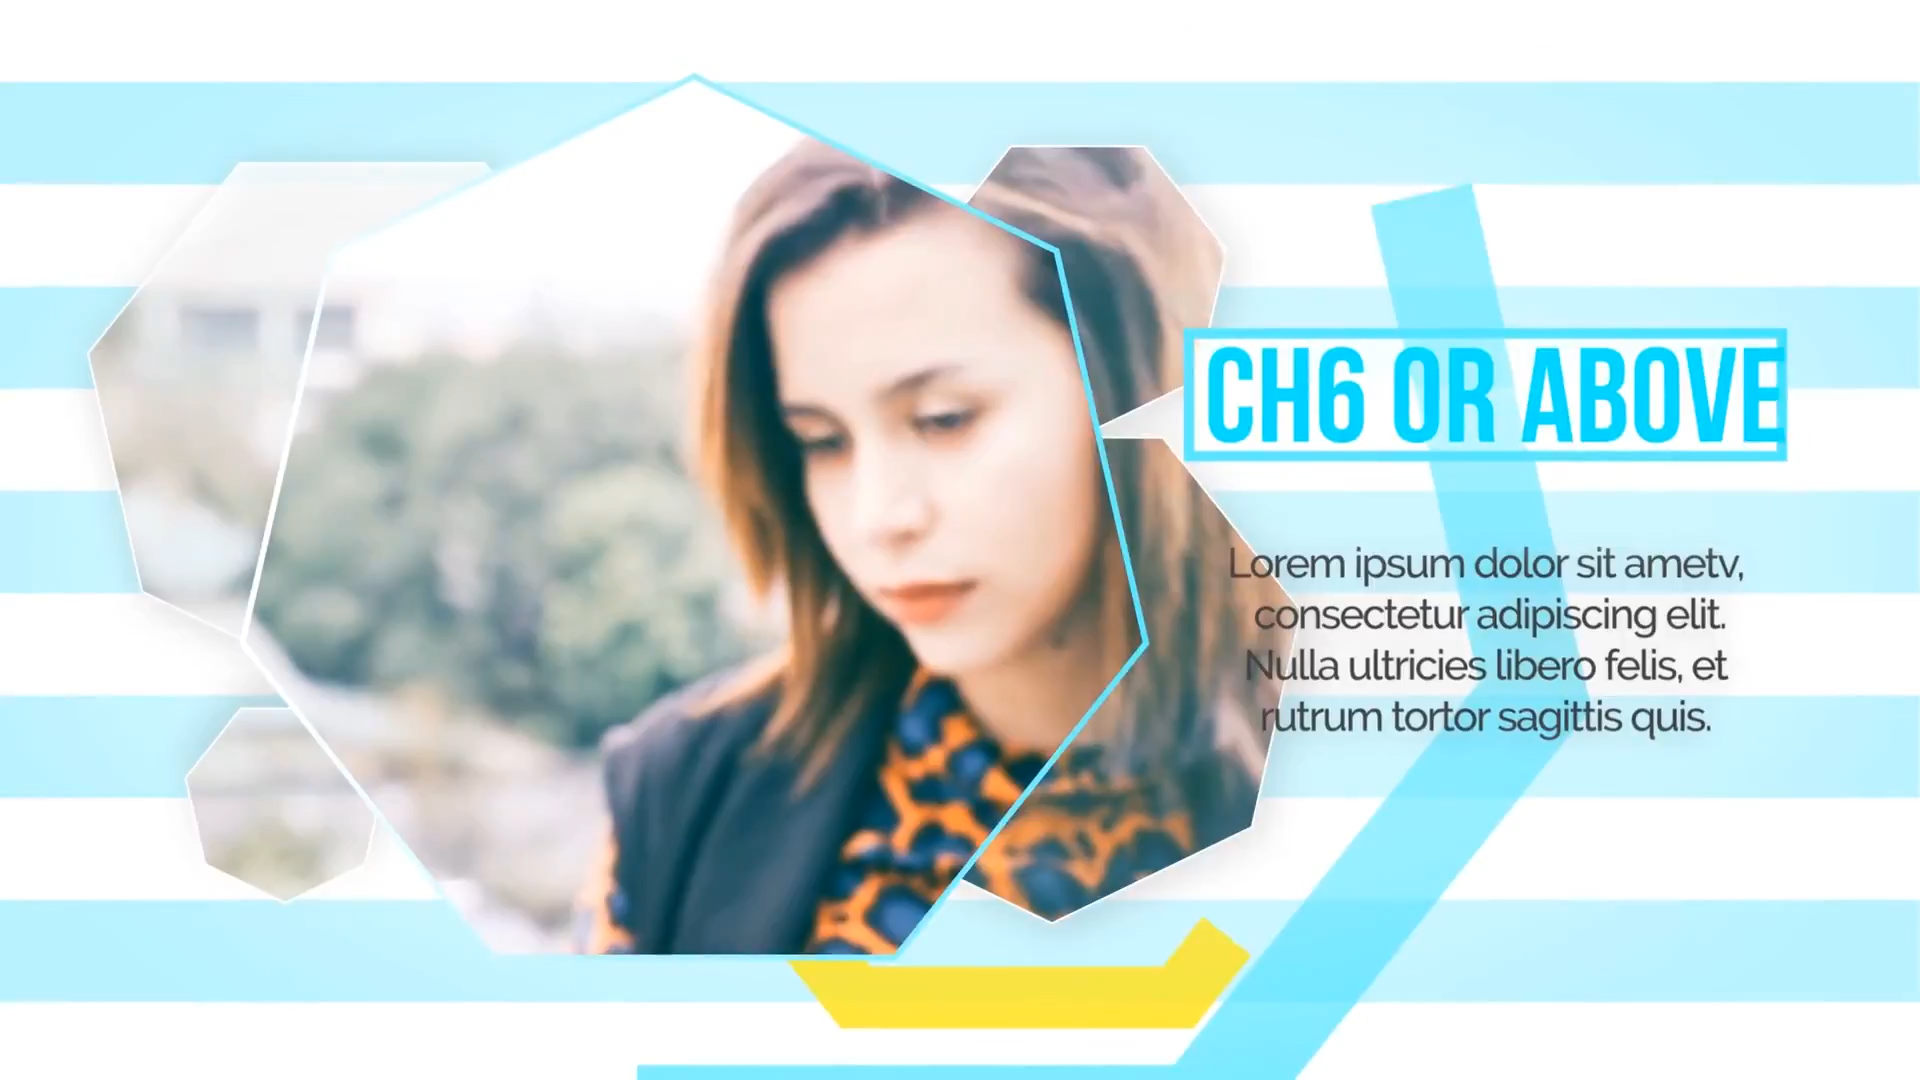 CH6 OR ABOVE
Lorem ipsum dolor sit ametv,
consectetur adipiscing elit.
Nulla ultricies libero felis, et
rutrum tortor sagittis quis.